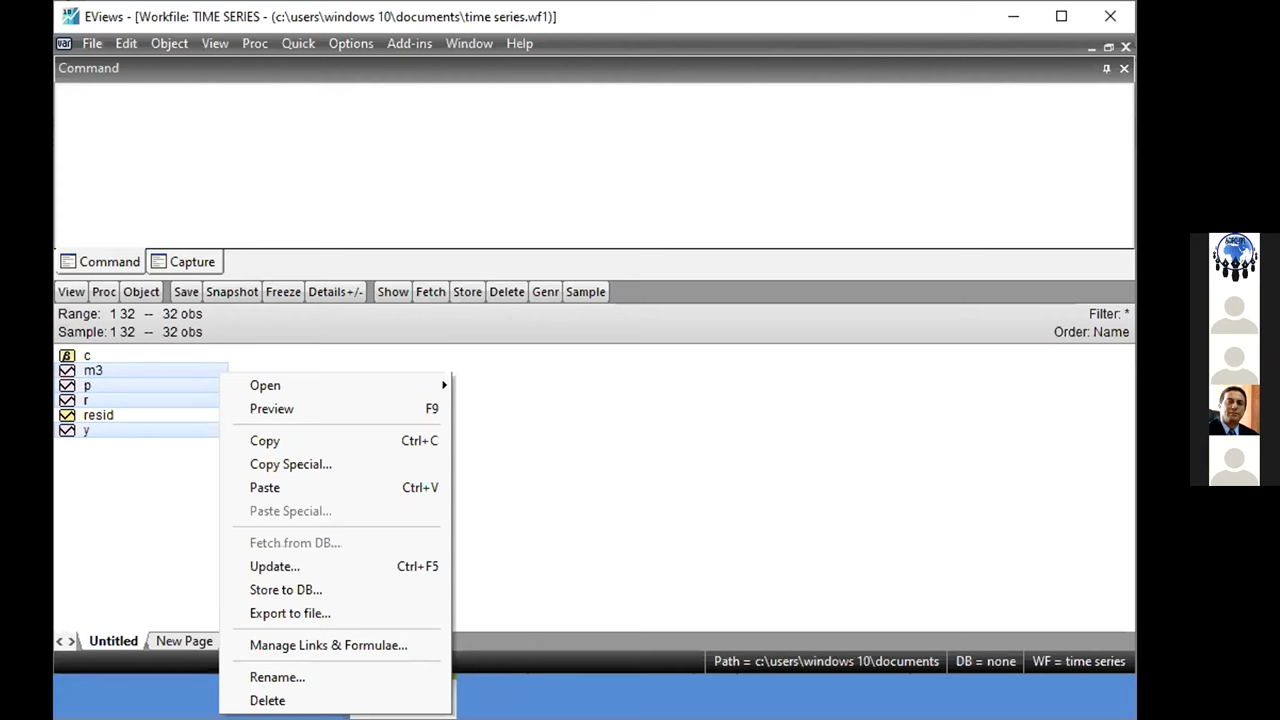 EViews - [Workfile: TIME SERIES - (c:\users\windows 10\documents\time series.wf1)]
File Edit Object View Proc Quick Options Add-ins Window Help
Command
Command Capture
View Proc Object Save Snapshot Freeze Details+/- Show Fetch Store Delete Genr Sample
Range: 1 32 -- 32 obs Filter: *
Sample: 1 32 -- 32 obs Order: Name
c
m3
p
r
resid
y
Open
Preview F9
Copy Ctrl+C
Copy Special...
Paste Ctrl+V
Paste Special...
Fetch from DB...
Update... Ctrl+F5
Store to DB...
Export to file...
Manage Links & Formulae...
Rename...
Delete
Untitled New Page
Path = c:\users\windows 10\documents DB = none WF = time series